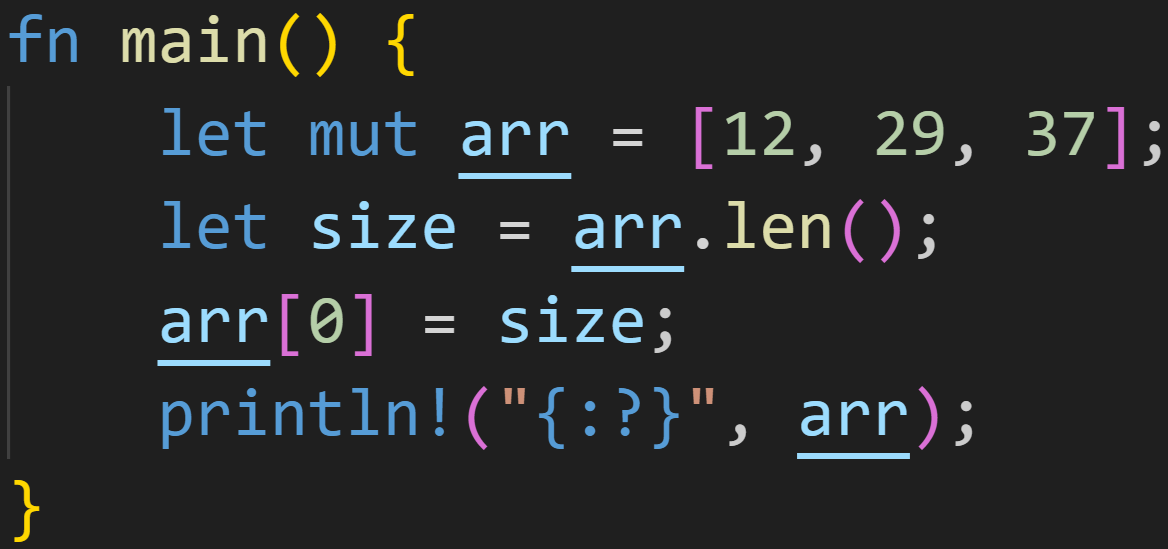 fn main() {
    let mut arr = [12, 29, 37];
    let size = arr.len();
    arr[0] = size;
    println!("{:?}", arr);
}